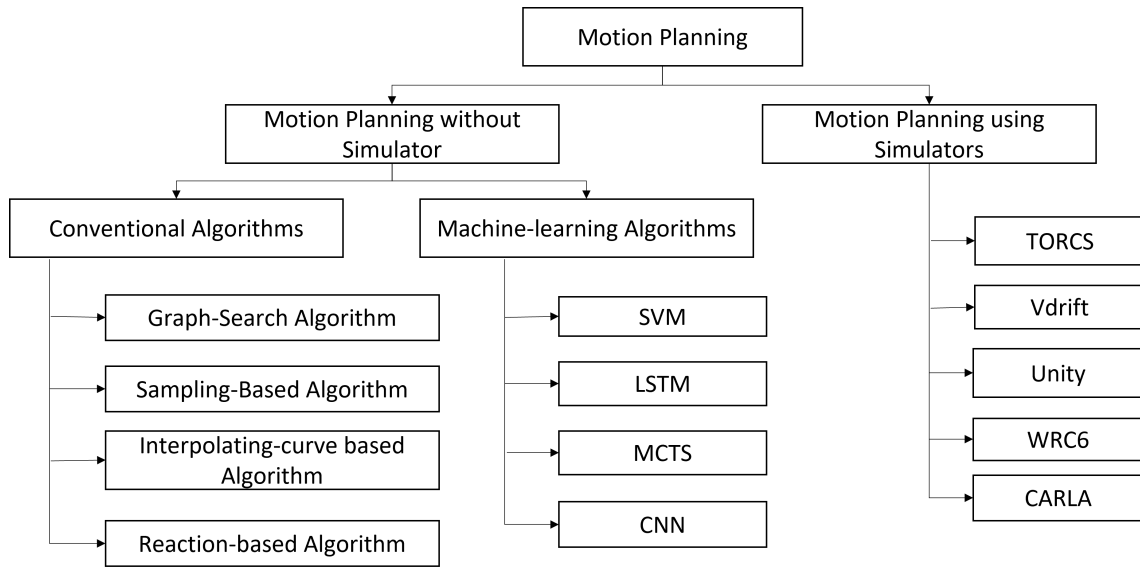 Motion Planning
Motion Planning without
Simulator
Motion Planning using
Simulators
Conventional Algorithms
Machine-learning Algorithms
Graph-Search Algorithm
Sampling-Based Algorithm
Interpolating-curve based
Algorithm
Reaction-based Algorithm
SVM
LSTM
MCTS
CNN
TORCS
Vdrift
Unity
WRC6
CARLA